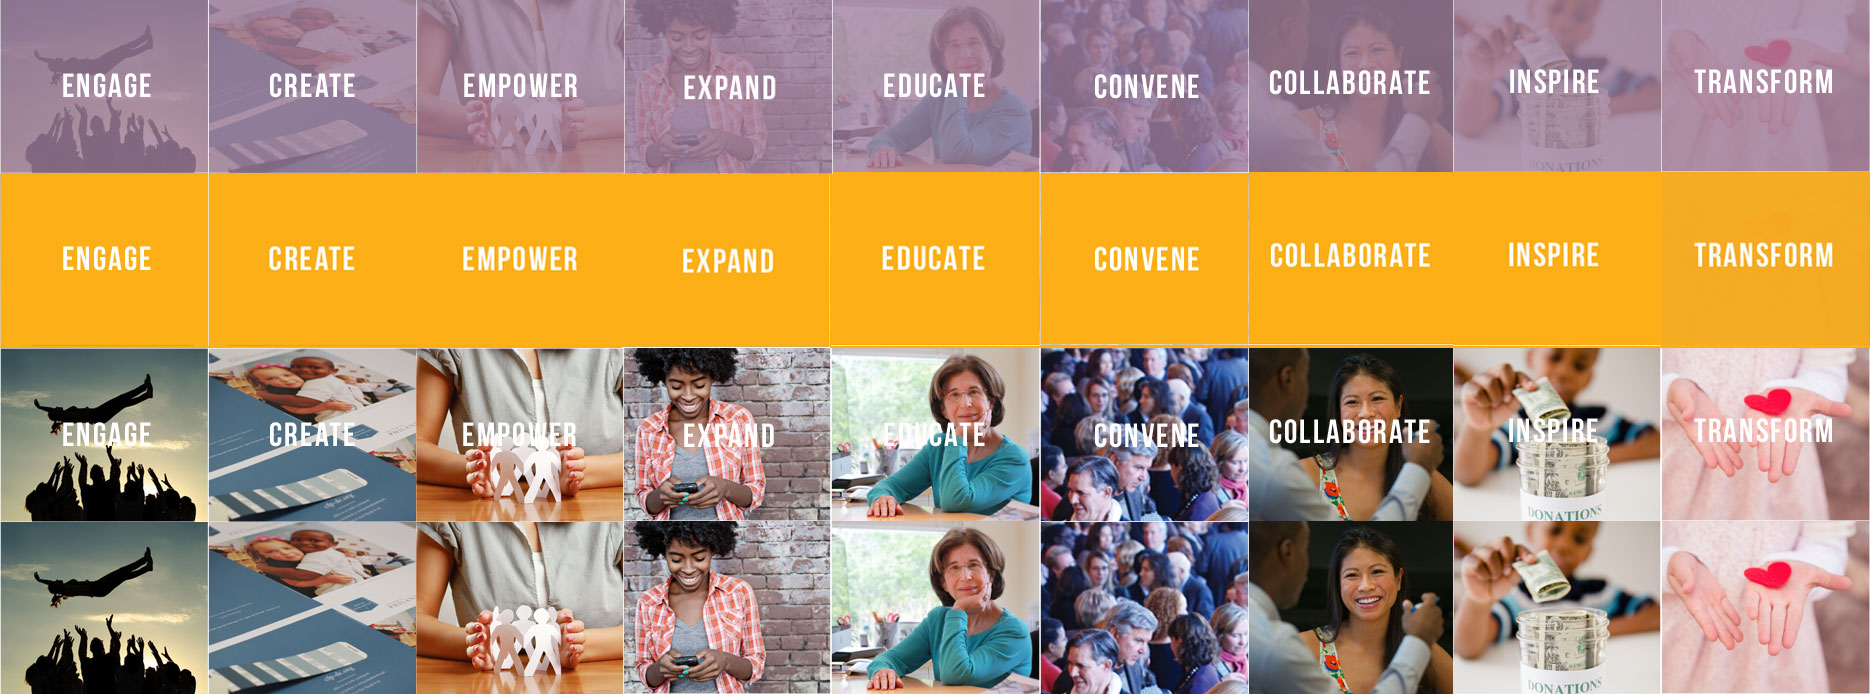 ENGAGE CREATE EMPOWER EXPAND EDUCATE CONVENE COLLABORATE INSPIRE TRANSFORM
DONATIONS
ENGAGE CREATE EMPOWER EXPAND EDUCATE CONVENE COLLABORATE INSPIRE TRANSFORM
ENGAGE CREATE EMPOWER EXPAND EDUCATE CONVENE COLLABORATE INSPIRE TRANSFORM
DONATIONS
DONATIONS